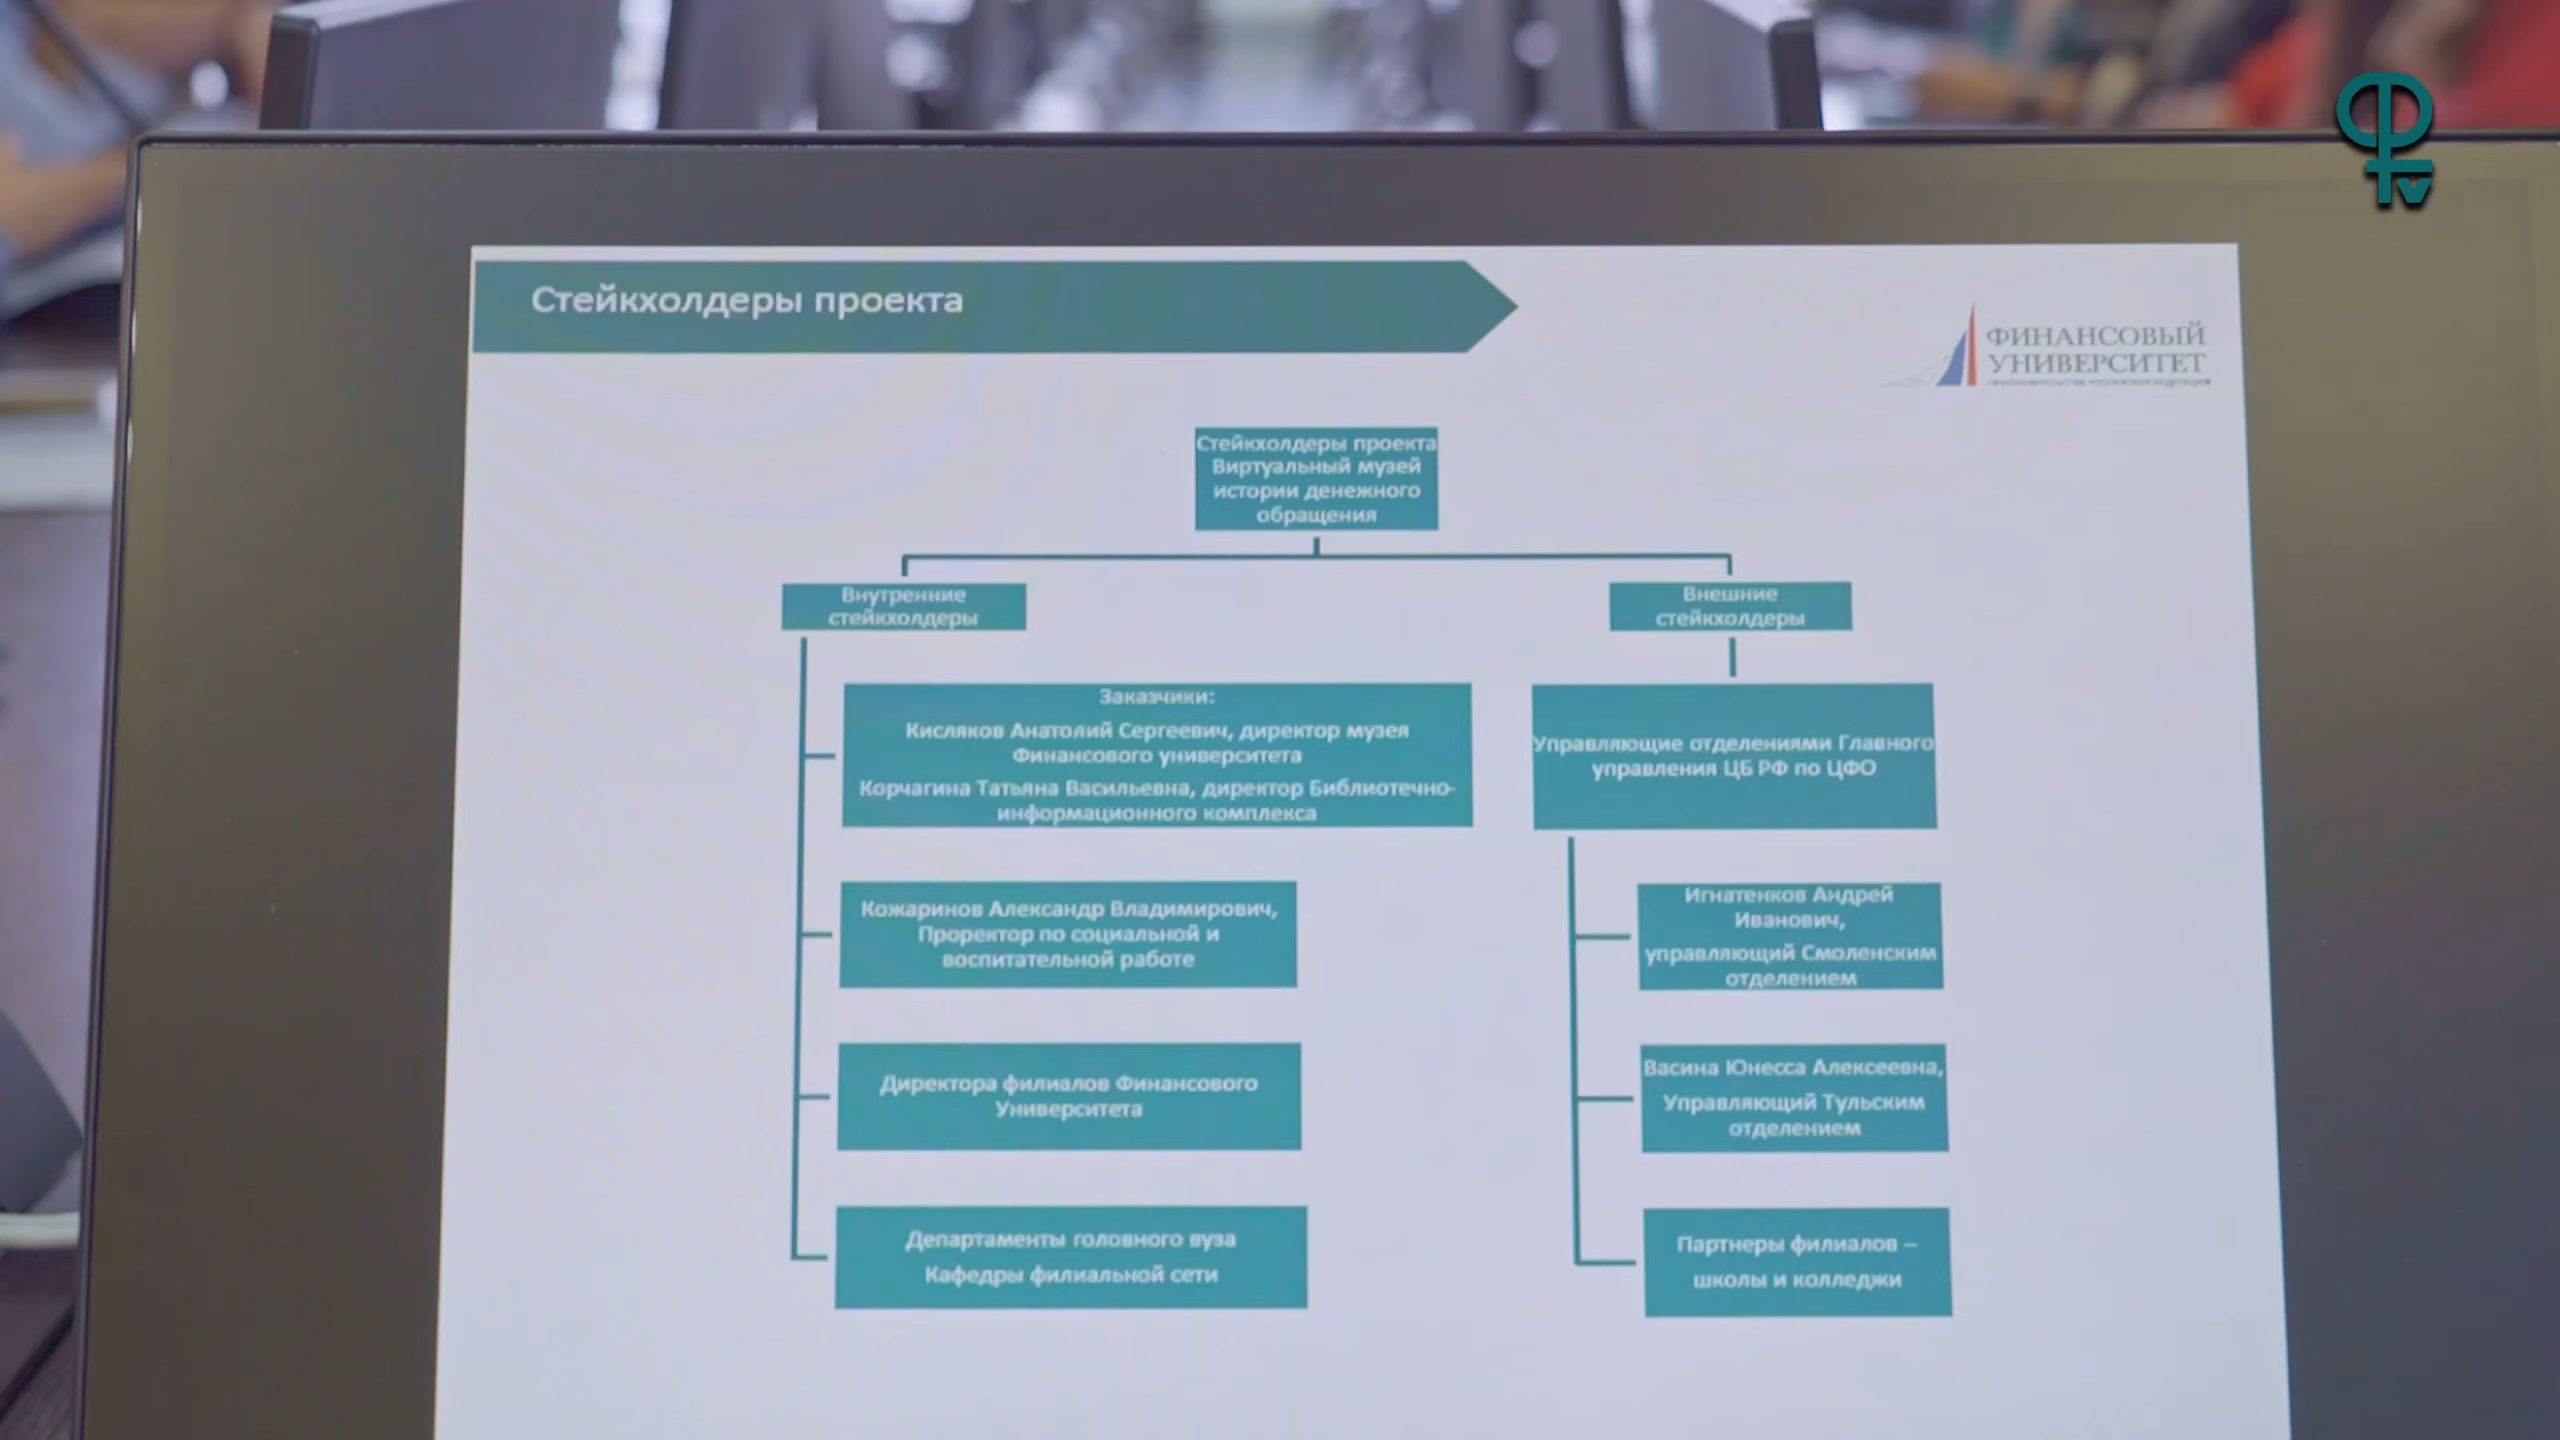 Стейкхолдеры проекта
ФИНАНСОВЫЙ
УНИВЕРСИТЕТ
Стейкхолдеры проекта
Виртуальный музей
истории денежного
обращения
Внутренние
стейкхолдеры
Заказчики:
Кисляков Анатолий Сергеевич, директор музея
Финансового университета
Корчагина Татьяна Васильевна, директор Библиотечно-
информационного комплекса
Кожаринов Александр Владимирович,
Проректор по социальной и
воспитательной работе
Директора филиалов Финансового
Университета
Департаменты головного вуза
Кафедры филиальной сети
Внешние
стейкхолдеры
Управляющие отделениями Главного
управления ЦБ РФ по ЦФО
Игнатенков Андрей
Иванович,
управляющий Смоленским
отделением
Васина Юнесса Алексеевна,
Управляющий Тульским
отделением
Партнеры филиалов –
школы и колледжи